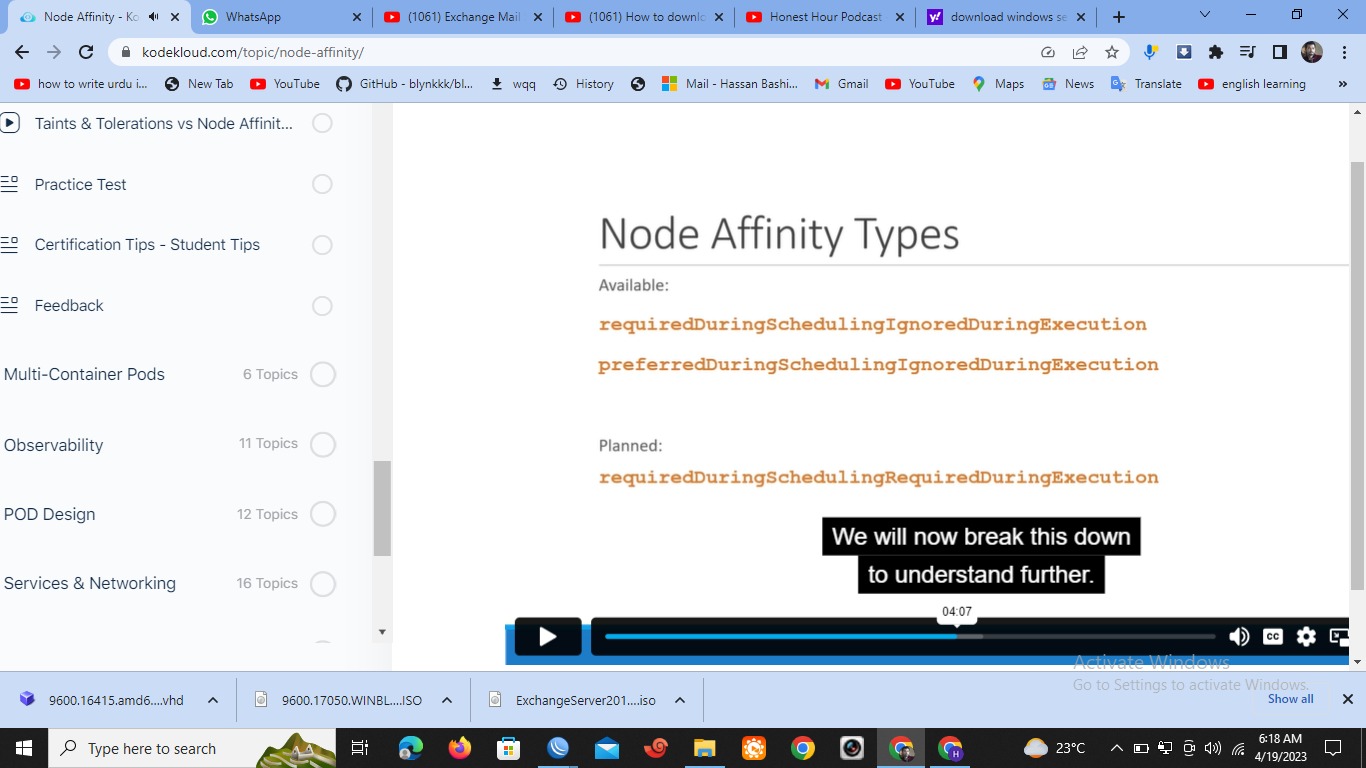 Node Affinity - Ko
WhatsApp
(1061) Exchange Mail
(1061) How to downlo
Honest Hour Podcast
download windows se
kodekloud.com/topic/node-affinity/
how to write urdu i...
New Tab
YouTube
GitHub - blynkkk/bl...
wqq
History
Mail - Hassan Bashi...
Gmail
YouTube
Maps
News
Translate
english learning
»
Taints & Tolerations vs Node Affinit...
Practice Test
Certification Tips - Student Tips
Feedback
Multi-Container Pods 6 Topics
Observability 11 Topics
POD Design 12 Topics
Services & Networking 16 Topics
Node Affinity Types
Available:
requiredDuringSchedulingIgnoredDuringExecution
preferredDuringSchedulingIgnoredDuringExecution
Planned:
requiredDuringSchedulingRequiredDuringExecution
We will now break this down
to understand further.
04:07
CC
Activate Windows
Go to Settings to activate Windows.
9600.16415.amd6....vhd
9600.17050.WINBL....ISO
ExchangeServer201....iso
Show all
Type here to search
H
23°C
6:18 AM
4/19/2023